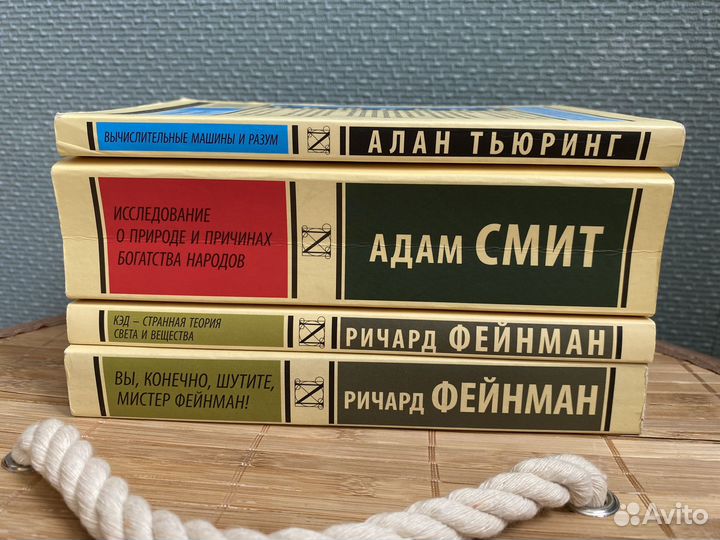 ВЫЧИСЛИТЕЛЬНЫЕ МАШИНЫ И РАЗУМ
АЛАН ТЬЮРИНГ
ИССЛЕДОВАНИЕ
О ПРИРОДЕ И ПРИЧИНАХ
БОГАТСТВА НАРОДОВ
АДАМ СМИТ
КЭД – СТРАННАЯ ТЕОРИЯ
СВЕТА И ВЕЩЕСТВА
РИЧАРД ФЕЙНМАН
ВЫ, КОНЕЧНО, ШУТИТЕ,
МИСТЕР ФЕЙНМАН!
РИЧАРД ФЕЙНМАН
Avito